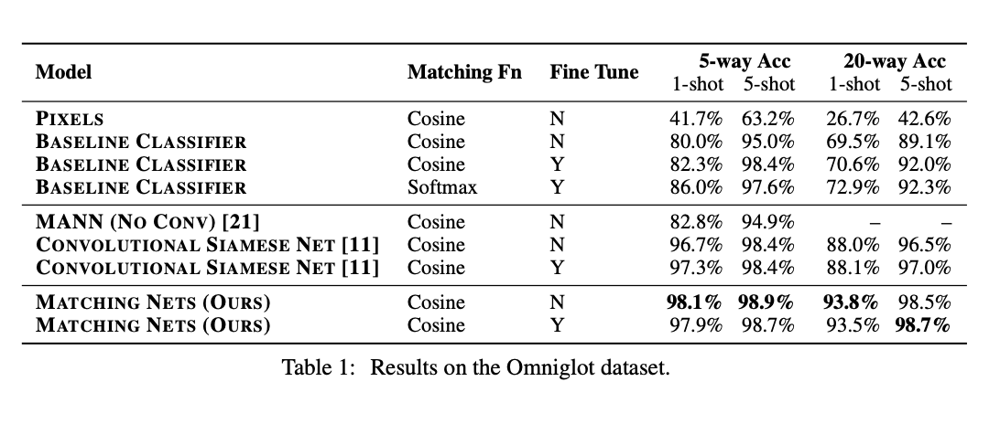 Model Matching Fn Fine Tune 5-way Acc 20-way Acc
1-shot 5-shot 1-shot 5-shot
PIXELS Cosine N 41.7% 63.2% 26.7% 42.6%
BASELINE CLASSIFIER Cosine N 80.0% 95.0% 69.5% 89.1%
BASELINE CLASSIFIER Cosine Y 82.3% 98.4% 70.6% 92.0%
BASELINE CLASSIFIER Softmax Y 86.0% 97.6% 72.9% 92.3%
MANN (NO CONV) [21] Cosine N 82.8% 94.9% – –
CONVOLUTIONAL SIAMESE NET [11] Cosine N 96.7% 98.4% 88.0% 96.5%
CONVOLUTIONAL SIAMESE NET [11] Cosine Y 97.3% 98.4% 88.1% 97.0%
MATCHING NETS (OURS) Cosine N 98.1% 98.9% 93.8% 98.5%
MATCHING NETS (OURS) Cosine Y 97.9% 98.7% 93.5% 98.7%
Table 1: Results on the Omniglot dataset.